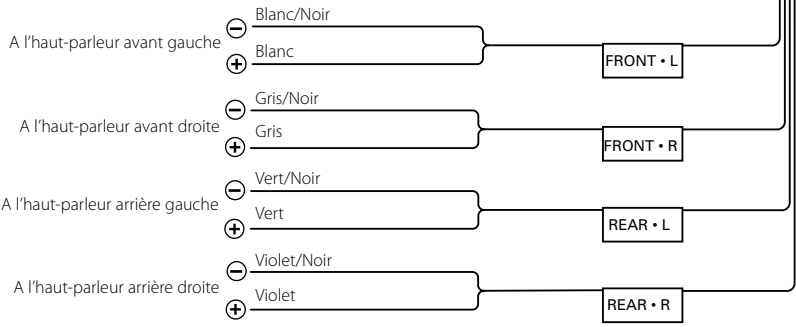 Blanc/Noir
A l'haut-parleur avant gauche
Blanc
FRONT • L
Gris/Noir
A l'haut-parleur avant droite
Gris
FRONT • R
Vert/Noir
A l'haut-parleur arrière gauche
Vert
REAR • L
Violet/Noir
A l'haut-parleur arrière droite
Violet
REAR • R